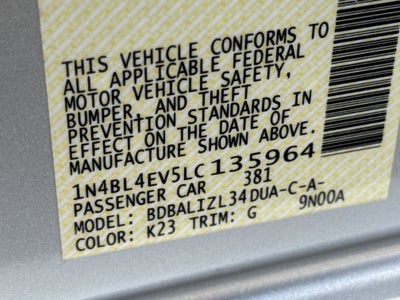 THIS VEHICLE CONFORMS TO
ALL APPLICABLE FEDERAL
MOTOR VEHICLE SAFETY,
BUMPER, AND THEFT
PREVENTION STANDARDS IN
EFFECT ON THE DATE OF
MANUFACTURE SHOWN ABOVE.
1N4BL4EV5LC135964
PASSENGER CAR 381
MODEL: BDBALIZL34DUA-C-A-
COLOR: K23 TRIM: G 9N00A